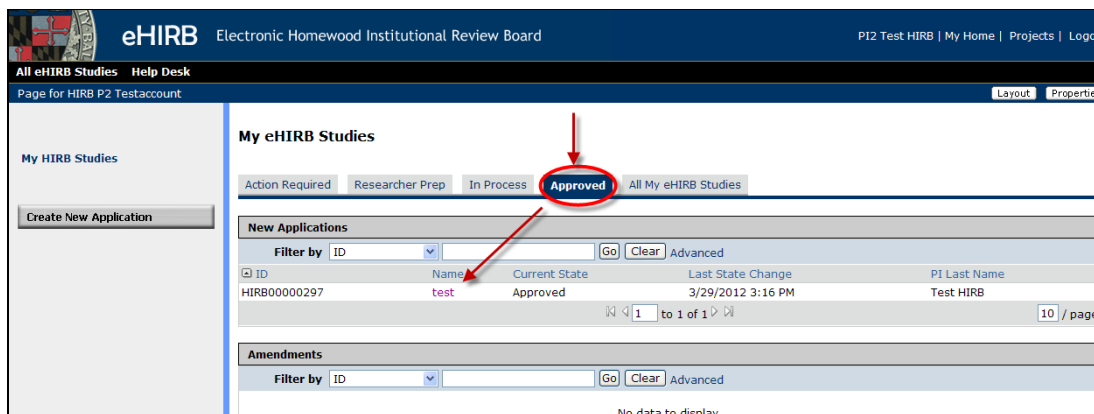 eHIRB Electronic Homewood Institutional Review Board PI2 Test HIRB | My Home | Projects |
All eHIRB Studies Help Desk
Page for HIRB P2 Testaccount Layout
My eHIRB Studies
My HIRB Studies
Action Required Researcher Prep In Process Approved All My eHIRB Studies
Create New Application
New Applications
Filter by ID Go Clear Advanced
ID Name Current State Last State Change PI Last Name
HIRB00000297 test Approved 3/29/2012 3:16 PM Test HIRB
1 to 1 of 1 10 / page
Amendments
Filter by ID Go Clear Advanced
No data to display